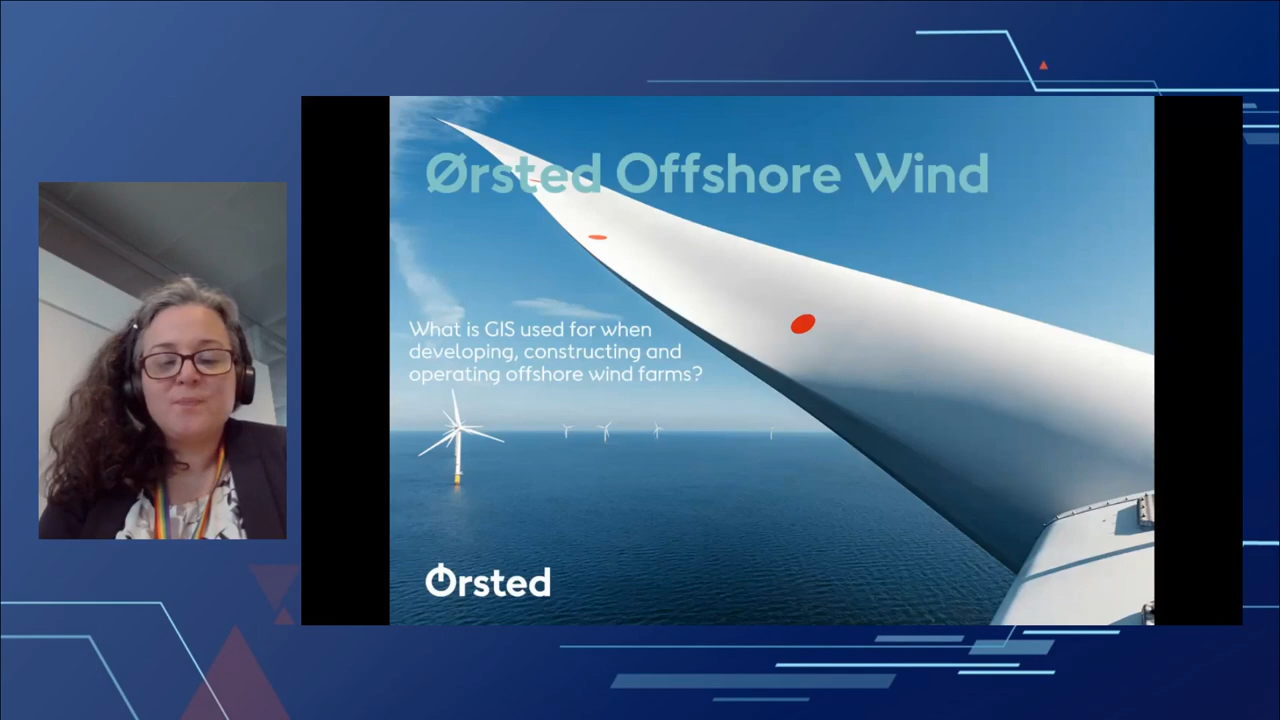 Ørsted Offshore Wind
What is GIS used for when
developing, constructing and
operating offshore wind farms?
Ørsted